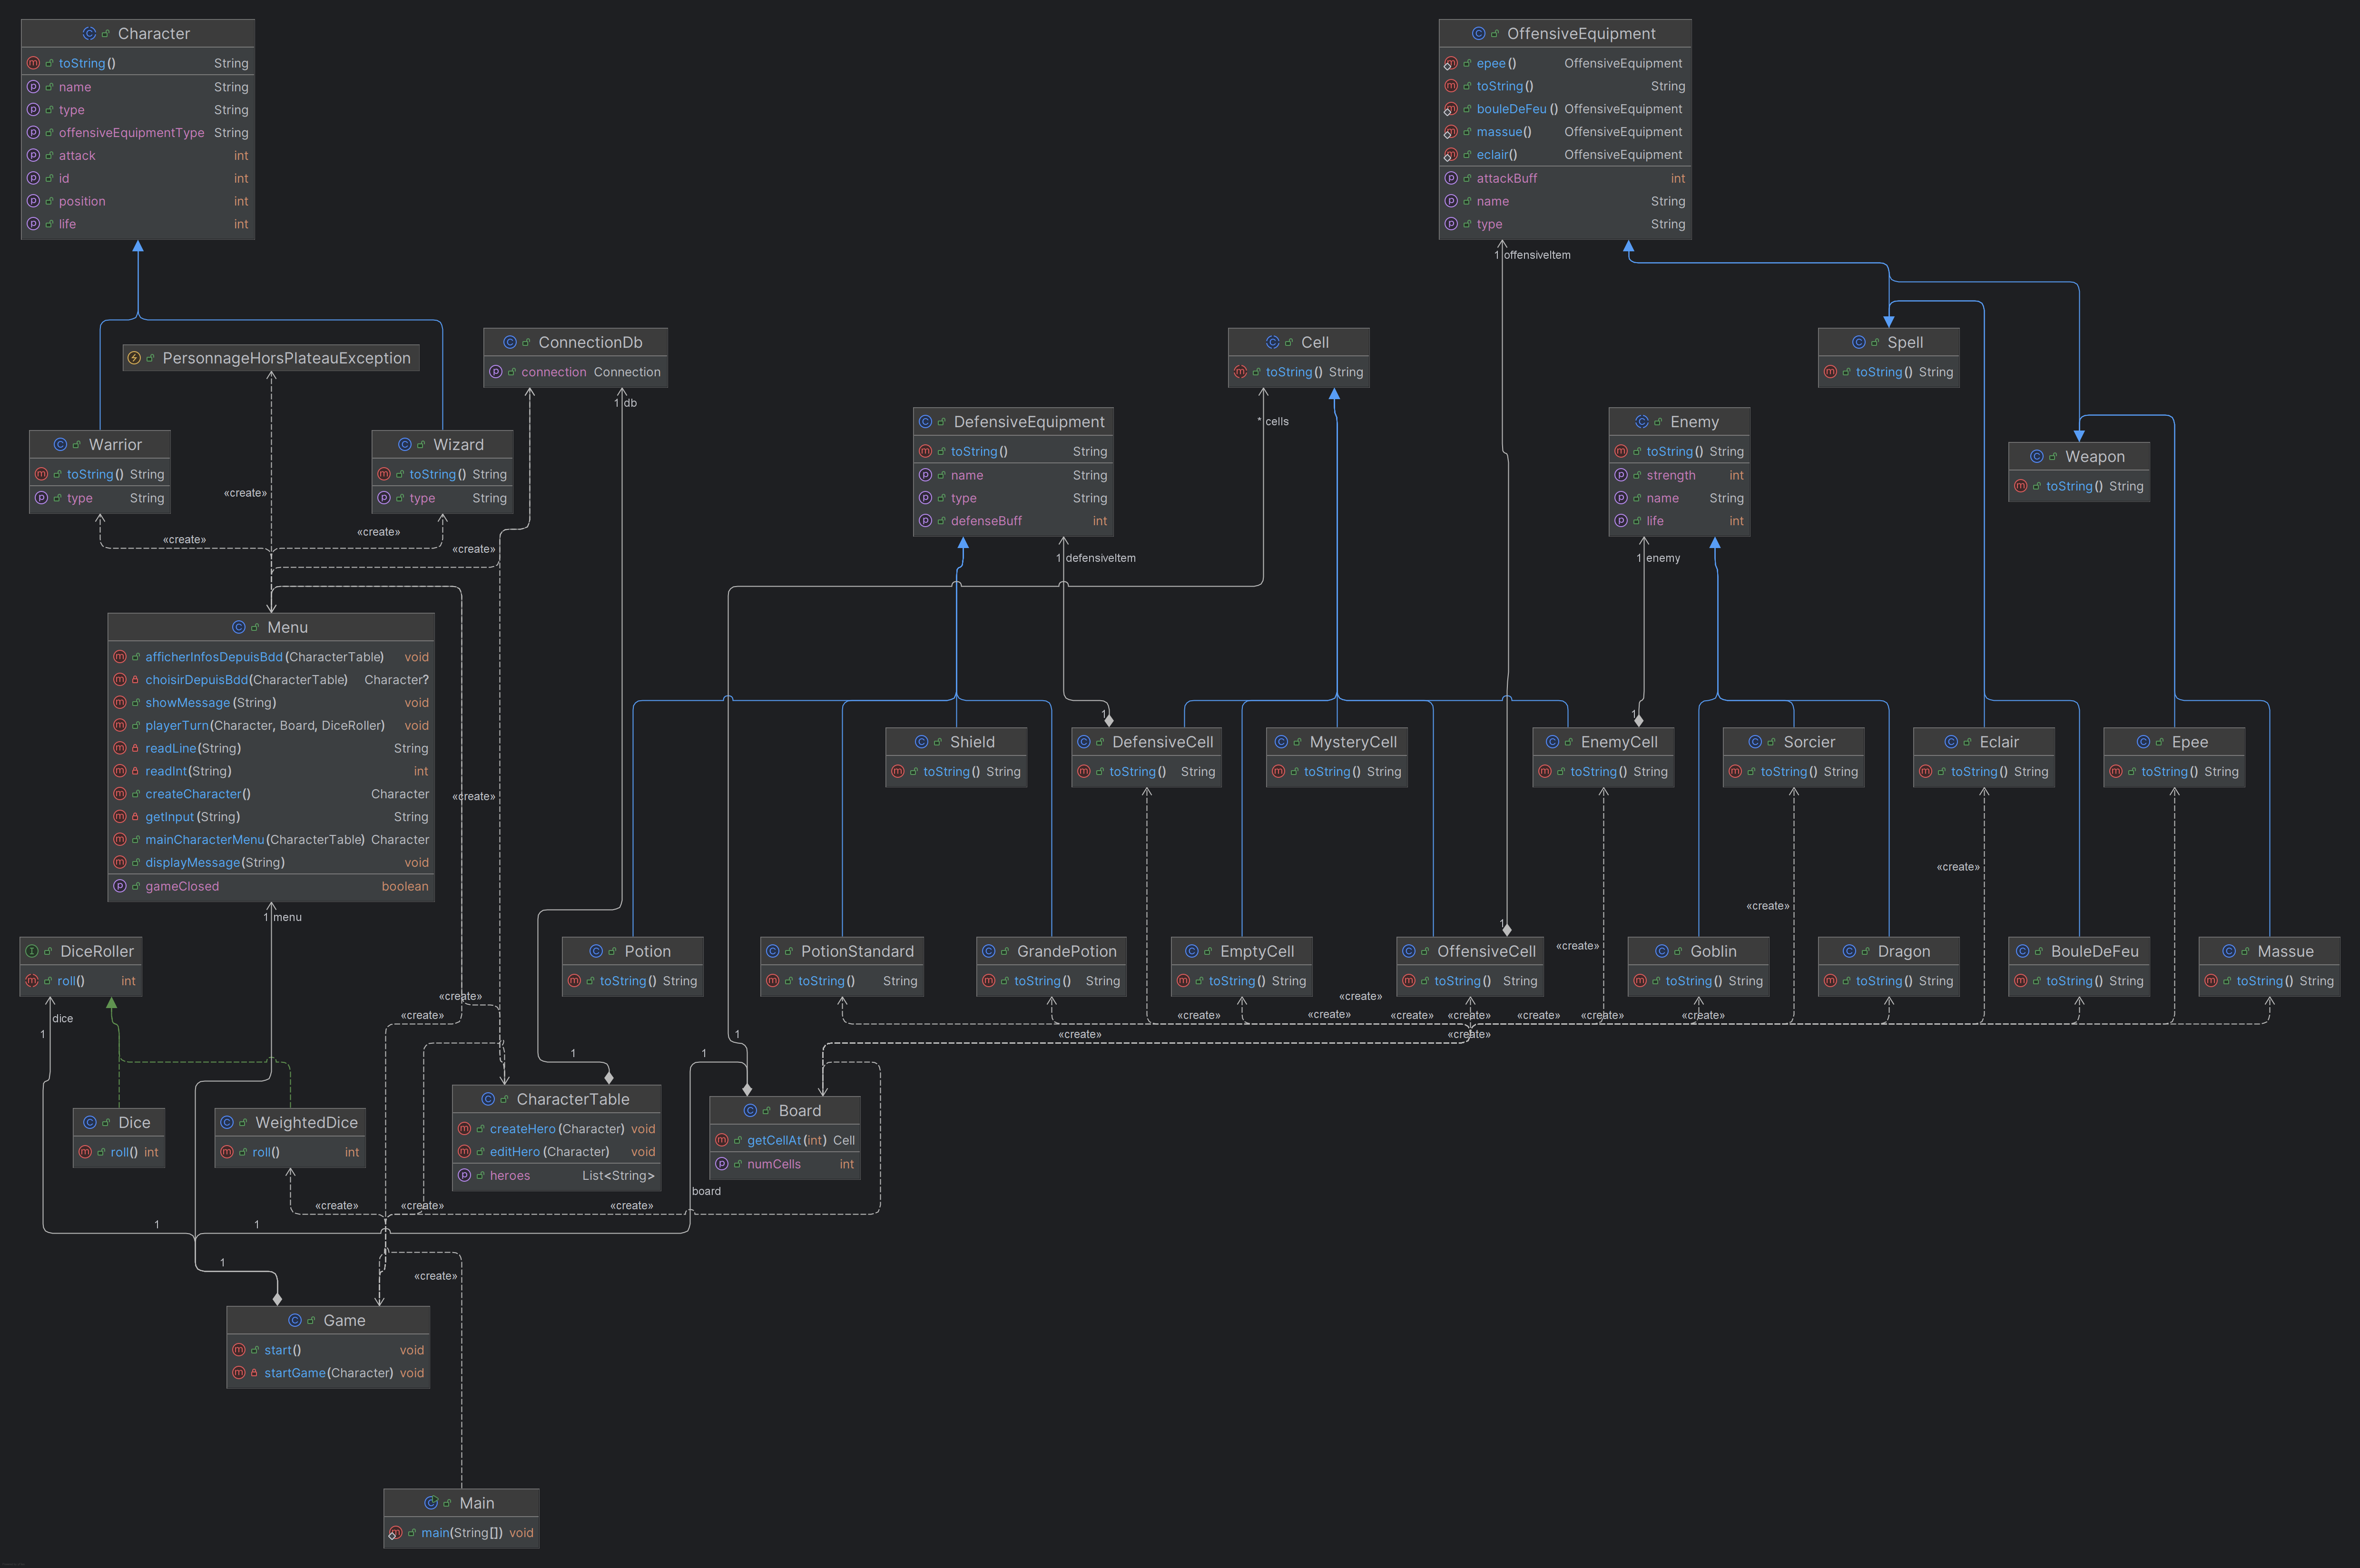 Character
toString() String
name String
type String
offensiveEquipmentType String
attack int
id int
position int
life int
OffensiveEquipment
epee() OffensiveEquipment
toString() String
bouleDeFeu() OffensiveEquipment
massue() OffensiveEquipment
eclair() OffensiveEquipment
attackBuff int
name String
type String
1 offensiveItem
PersonnageHorsPlateauException
ConnectionDb
connection Connection
1 db
Cell
toString() String
* cells
Spell
toString() String
DefensiveEquipment
toString() String
name String
type String
defenseBuff int
1 defensiveItem
Enemy
toString() String
strength int
name String
life int
1 enemy
Weapon
toString() String
Warrior
toString() String
type String
Wizard
toString() String
type String
«create»
«create»
«create»
«create»
Menu
afficherInfosDepuisBdd(CharacterTable) void
choisirDepuisBdd(CharacterTable) Character?
showMessage(String) void
playerTurn(Character, Board, DiceRoller) void
readLine(String) String
readInt(String) int
createCharacter() Character
getInput(String) String
mainCharacterMenu(CharacterTable) Character
displayMessage(String) void
gameClosed boolean
1 menu
«create»
Shield
toString() String
1
DefensiveCell
toString() String
MysteryCell
toString() String
1
EnemyCell
toString() String
Sorcier
toString() String
Eclair
toString() String
Epee
toString() String
«create»
«create»
«create»
DiceRoller
roll() int
1 dice
Potion
toString() String
PotionStandard
toString() String
GrandePotion
toString() String
EmptyCell
toString() String
1
OffensiveCell
toString() String
Goblin
toString() String
Dragon
toString() String
BouleDeFeu
toString() String
Massue
toString() String
«create»
«create»
«create»
«create»
«create»
«create»
«create»
«create»
«create»
«create»
«create»
«create»
«create»
1
1
1
Dice
roll() int
WeightedDice
roll() int
CharacterTable
createHero(Character) void
editHero(Character) void
heroes List<String>
Board
getCellAt(int) Cell
numCells int
board
«create»
«create»
«create»
1
1
1
«create»
Game
start() void
startGame(Character) void
Main
main(String[]) void